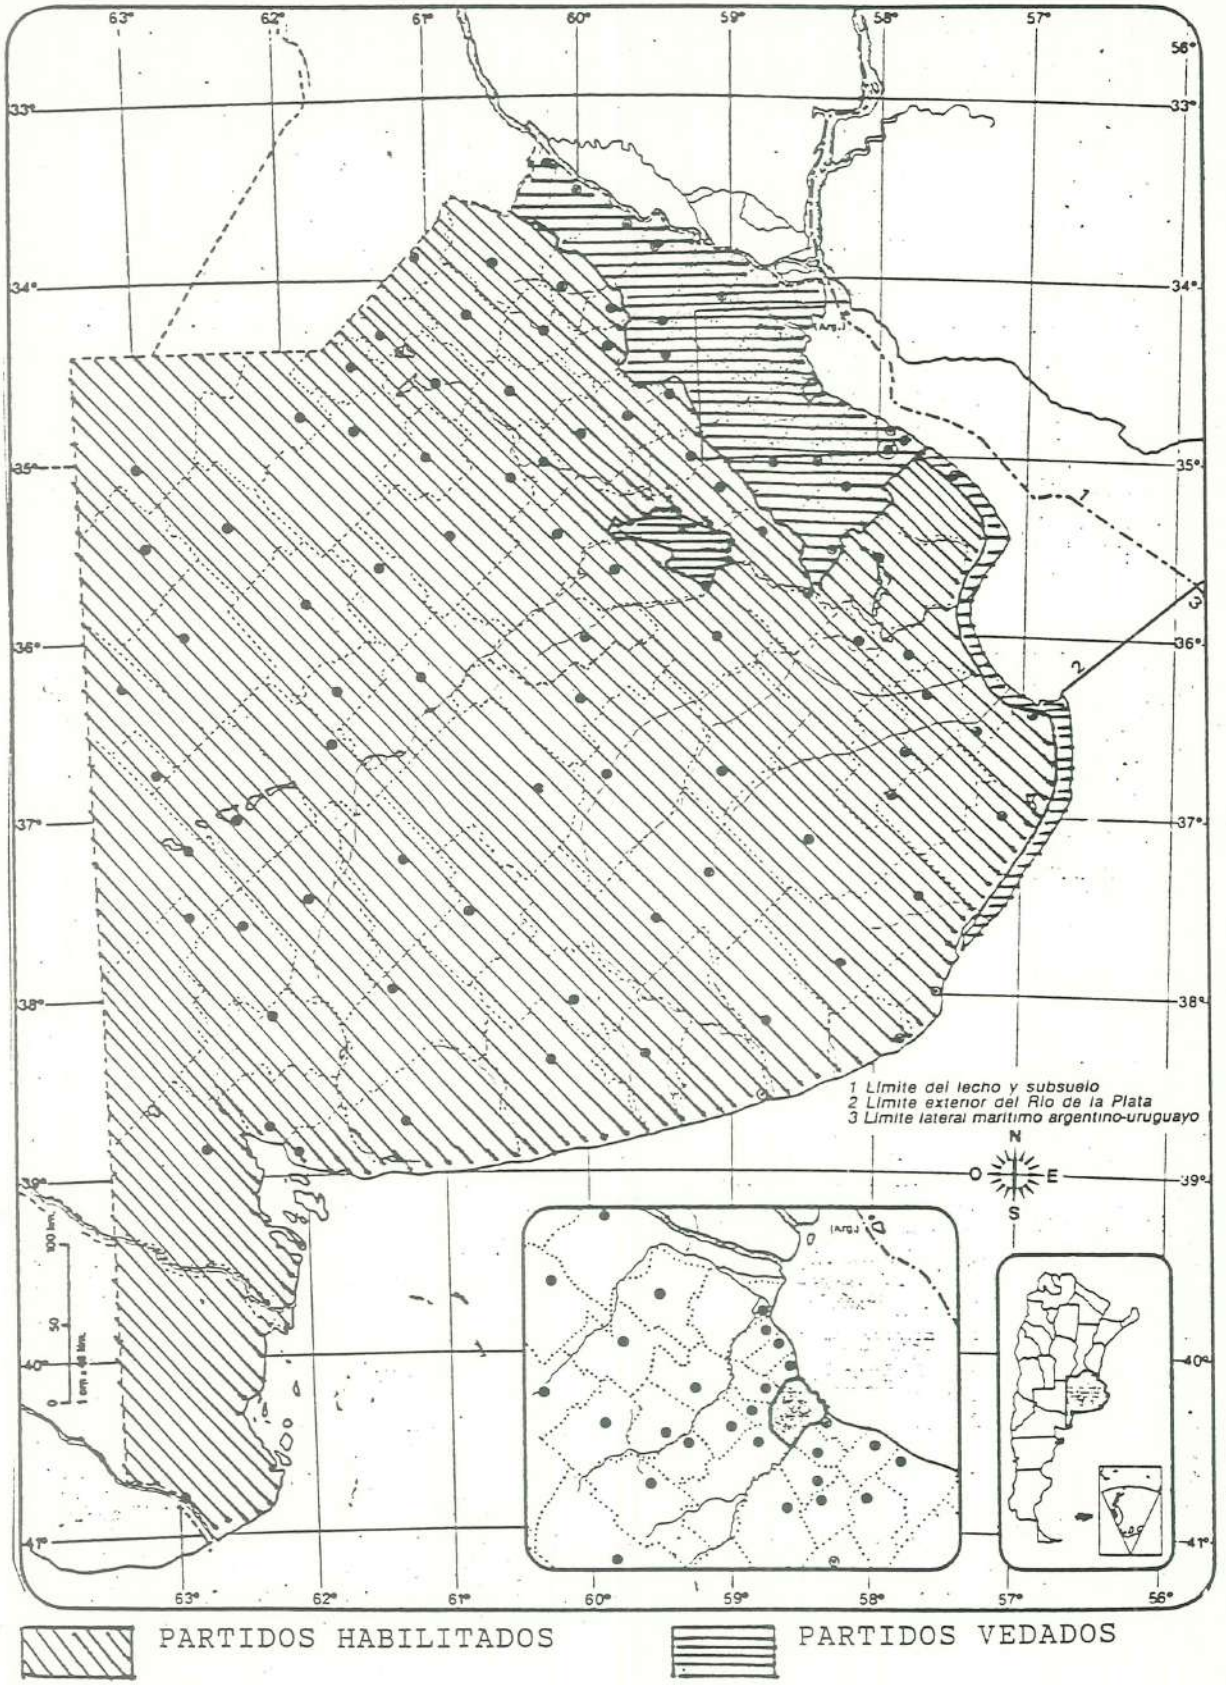 63° 62° 61° 60° 59° 58° 57°
56°
33° 33°
34° 34°
(Arg.)
35° 35°
1
3
36° 36°
2
37° 37°
38° 38°
1 Límite del lecho y subsuelo
2 Límite exterior del Río de la Plata
3 Límite lateral marítimo argentino-uruguayo
N
O E
S
39° 39°
100 km.
50
0
(Arg.)
40° 40°
41° 41°
63° 62° 61° 60° 59° 58° 57° 56°
PARTIDOS HABILITADOS PARTIDOS VEDADOS